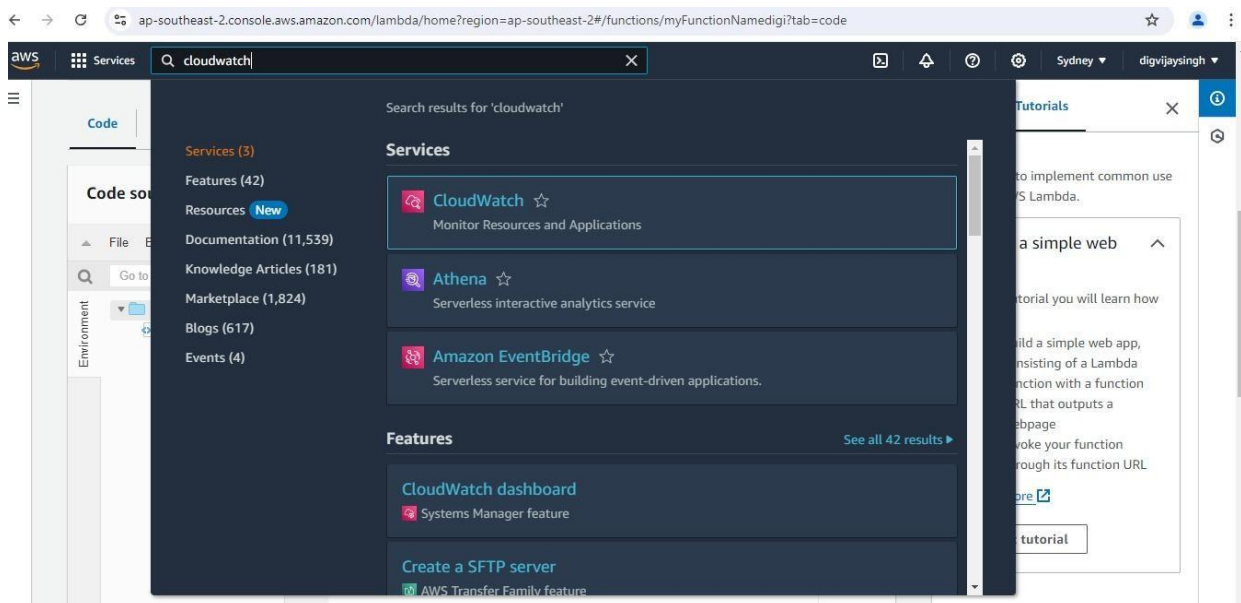 ap-southeast-2.console.aws.amazon.com/lambda/home?region=ap-southeast-2#/functions/myFunctionNamedigi?tab=code
aws
Services
cloudwatch
Sydney
digvijaysingh
Search results for 'cloudwatch'
Services (3)
Features (42)
Resources New
Documentation (11,539)
Knowledge Articles (181)
Marketplace (1,824)
Blogs (617)
Events (4)
Services
CloudWatch
Monitor Resources and Applications
Athena
Serverless interactive analytics service
Amazon EventBridge
Serverless service for building event-driven applications.
Features
See all 42 results
CloudWatch dashboard
Systems Manager feature
Create a SFTP server
AWS Transfer Family feature
Code
Code sou
File E
Go to
Environment
Tutorials
to implement common use
S Lambda.
a simple web
torial you will learn how
ild a simple web app,
nsisting of a Lambda
nction with a function
RL that outputs a
ebpage
voke your function
rough its function URL
ore
tutorial